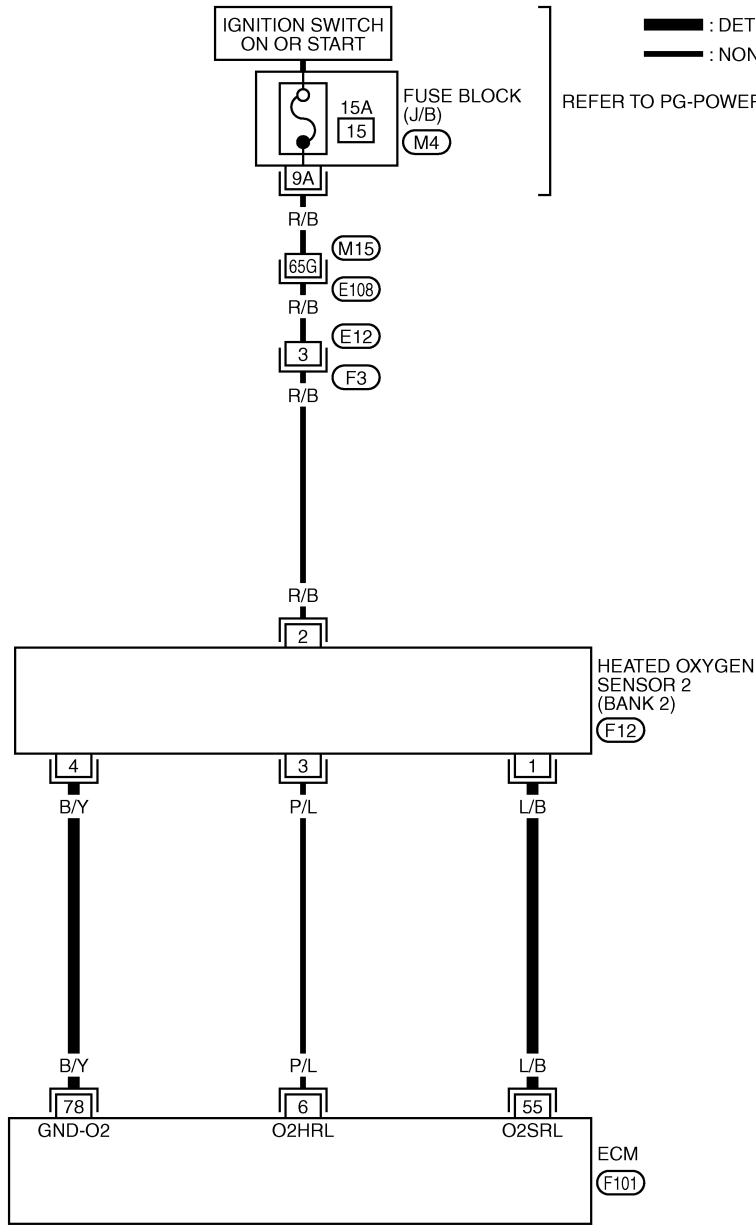 IGNITION SWITCH
ON OR START
: DET
: NON
15A
15
FUSE BLOCK
(J/B)
M4
REFER TO PG-POWER
9A
R/B
M15
65G
E108
R/B
E12
3
F3
R/B
R/B
2
HEATED OXYGEN
SENSOR 2
(BANK 2)
F12
4
3
1
B/Y
P/L
L/B
B/Y
P/L
L/B
78
6
55
GND-O2
O2HRL
O2SRL
ECM
F101